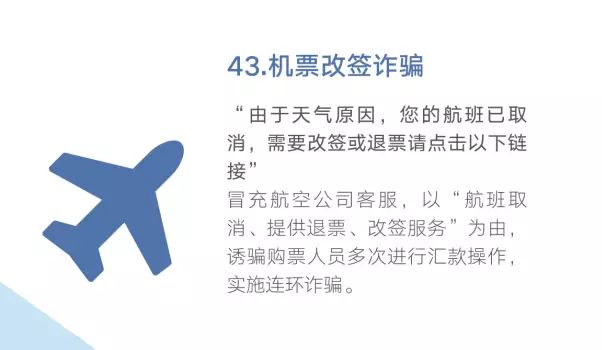 43.机票改签诈骗
“由于天气原因，您的航班已取
消，需要改签或退票请点击以下链
接”
冒充航空公司客服，以“航班取
消、提供退票、改签服务”为由，
诱骗购票人员多次进行汇款操作，
实施连环诈骗。